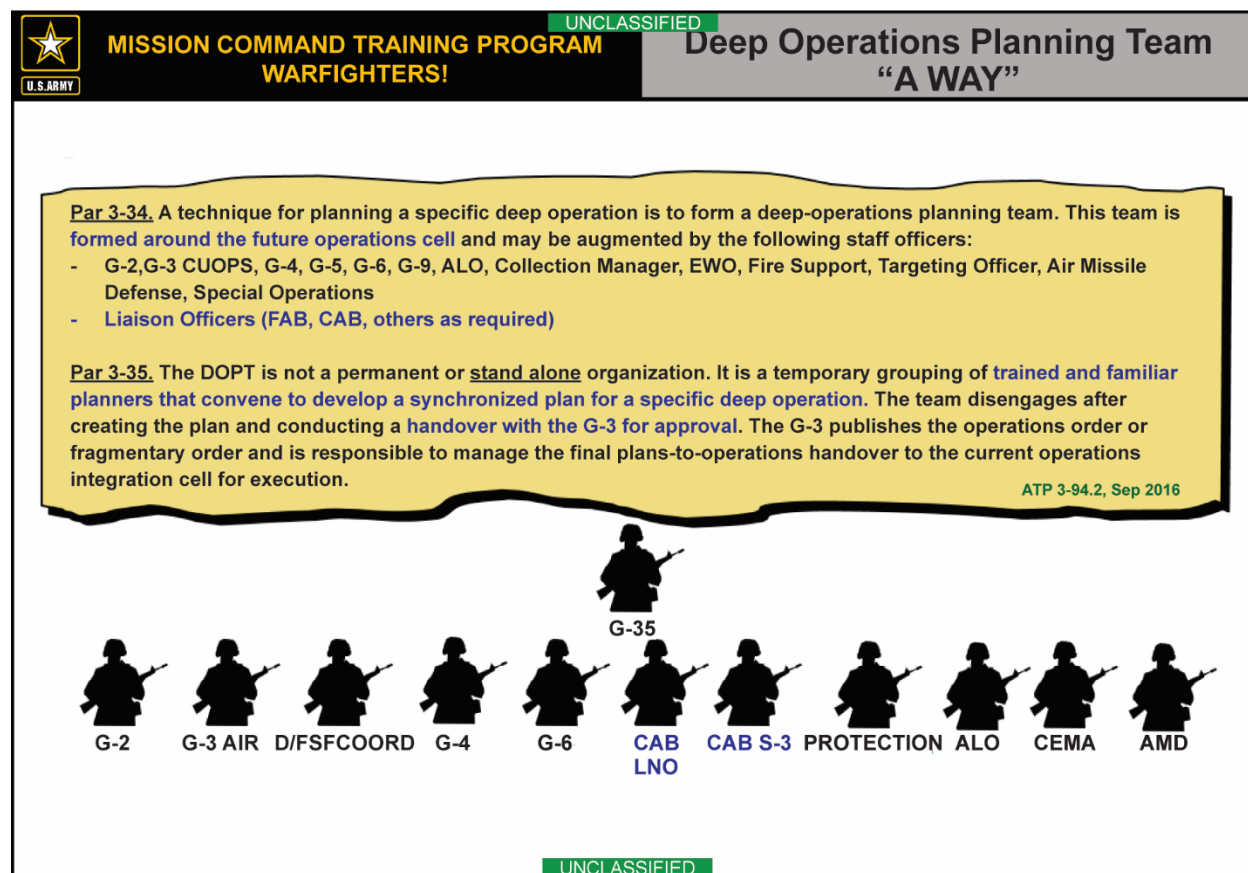 UNCLASSIFIED
MISSION COMMAND TRAINING PROGRAM
WARFIGHTERS!
Deep Operations Planning Team
“A WAY”
U.S.ARMY
Par 3-34. A technique for planning a specific deep operation is to form a deep-operations planning team. This team is
formed around the future operations cell and may be augmented by the following staff officers:
- G-2,G-3 CUOPS, G-4, G-5, G-6, G-9, ALO, Collection Manager, EWO, Fire Support, Targeting Officer, Air Missile
Defense, Special Operations
- Liaison Officers (FAB, CAB, others as required)
Par 3-35. The DOPT is not a permanent or stand alone organization. It is a temporary grouping of trained and familiar
planners that convene to develop a synchronized plan for a specific deep operation. The team disengages after
creating the plan and conducting a handover with the G-3 for approval. The G-3 publishes the operations order or
fragmentary order and is responsible to manage the final plans-to-operations handover to the current operations
integration cell for execution.
ATP 3-94.2, Sep 2016
G-35
G-2 G-3 AIR D/FSFCOORD G-4 G-6 CAB LNO CAB S-3 PROTECTION ALO CEMA AMD
UNCLASSIFIED